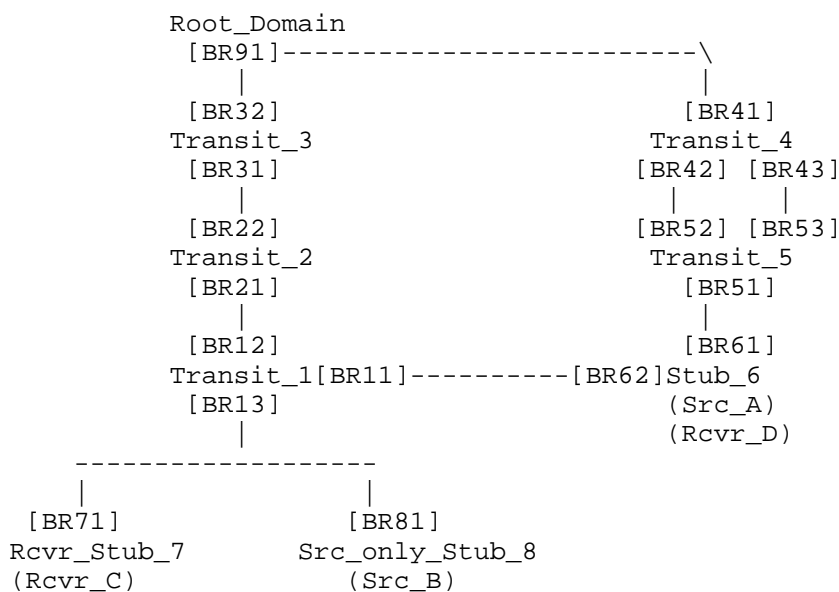 Root_Domain
[BR91]--------------------------\
| |
[BR32] [BR41]
Transit_3 Transit_4
[BR31] [BR42] [BR43]
| | |
[BR22] [BR52] [BR53]
Transit_2 Transit_5
[BR21] [BR51]
| |
[BR12] [BR61]
Transit_1[BR11]----------[BR62]Stub_6
[BR13] (Src_A)
| (Rcvr_D)
-------------------
| |
[BR71] [BR81]
Rcvr_Stub_7 Src_only_Stub_8
(Rcvr_C) (Src_B)